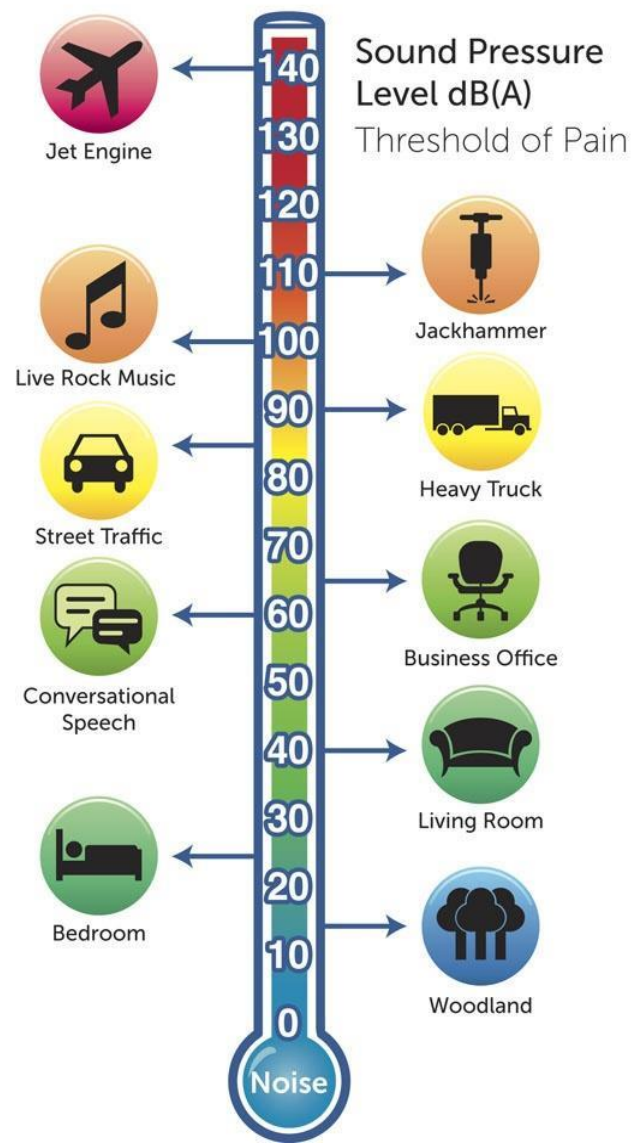 Sound Pressure
Level dB(A)
Threshold of Pain
140
Jet Engine
130
120
110
Jackhammer
100
Live Rock Music
90
Heavy Truck
Street Traffic
80
70
Business Office
60
Conversational
Speech
50
40
Living Room
30
Bedroom
20
10
Woodland
0
Noise